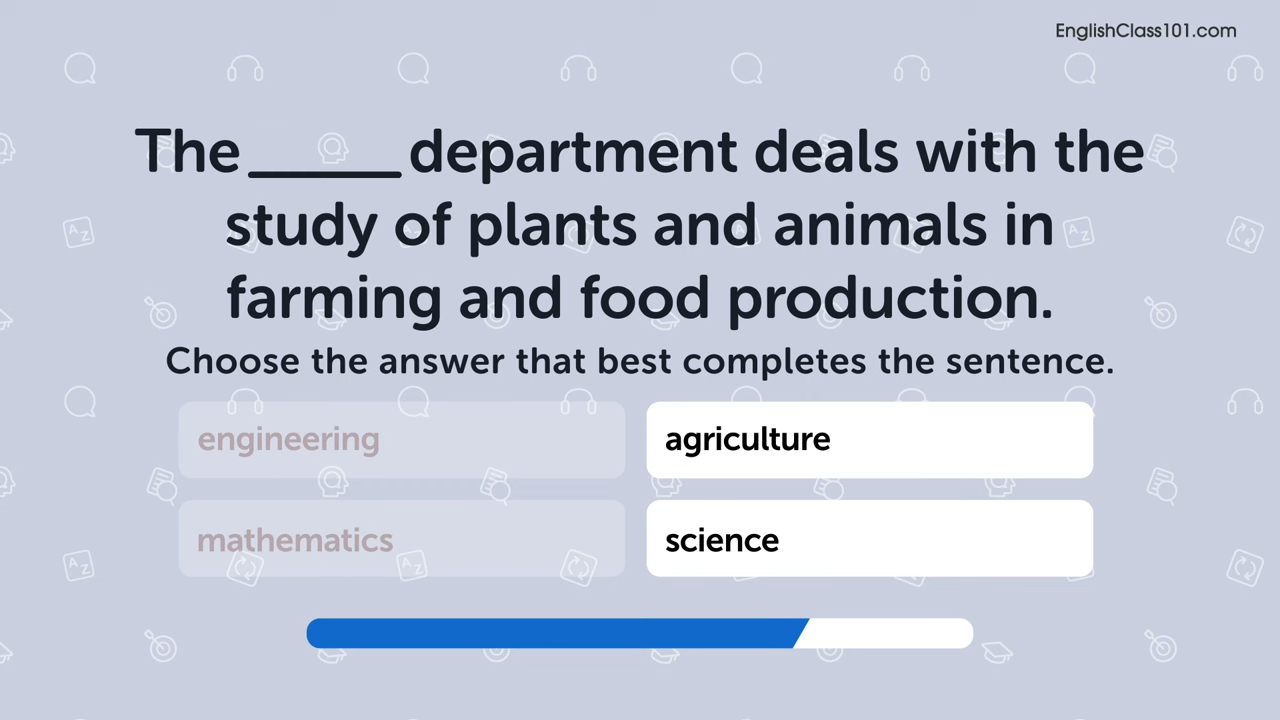 EnglishClass101.com
The _____ department deals with the
study of plants and animals in
farming and food production.
Choose the answer that best completes the sentence.
engineering
agriculture
mathematics
science